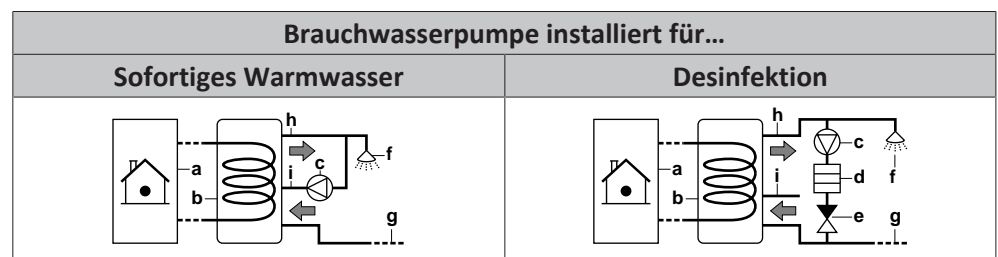 Brauchwasserpumpe installiert für...
Sofortiges Warmwasser
Desinfektion
h
a
c
f
i
b
g
h
c
a
d
f
i
b
e
g